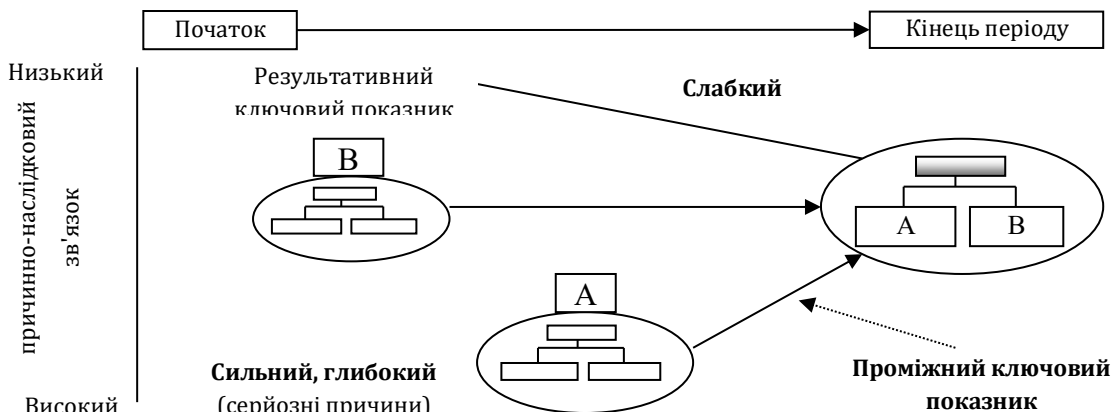 Початок
Кінець періоду
Низький
Результативний
ключовий показник
Слабкий
причинно-наслідковий
зв'язок
B
A
B
A
Сильний, глибокий
(серйозні причини)
Проміжний ключовий
показник
Високий